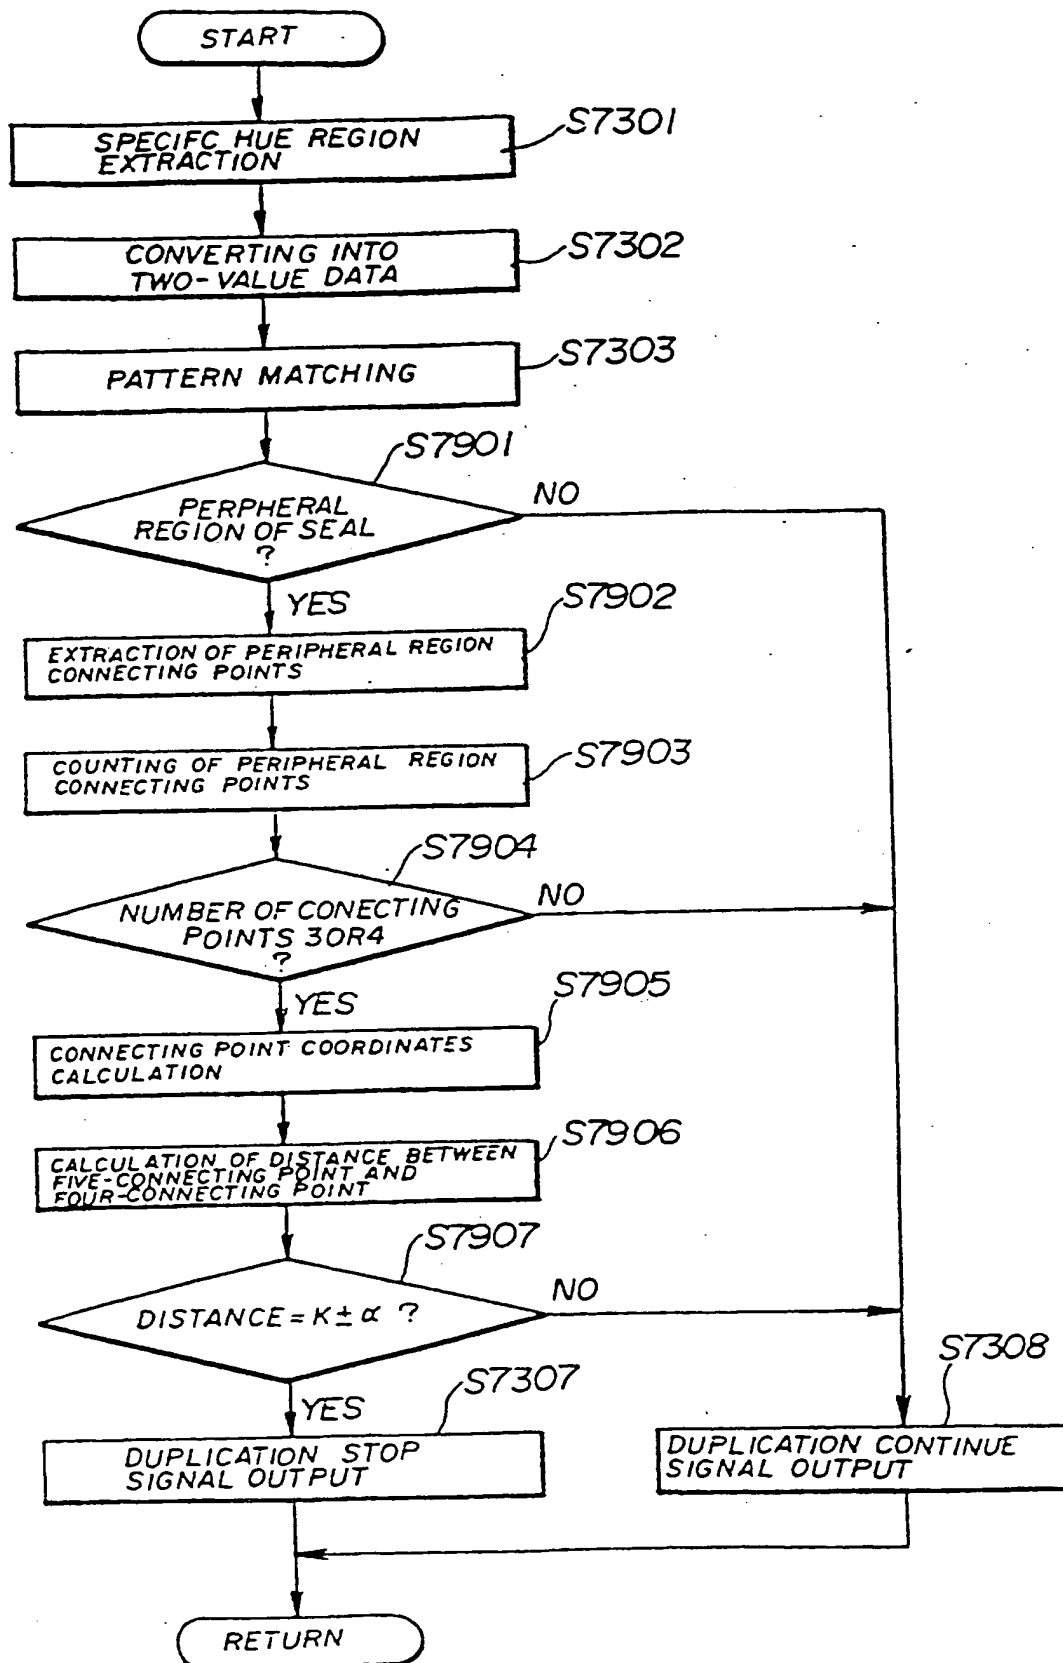 START
SPECIFC HUE REGION
EXTRACTION
S7301
CONVERTING INTO
TWO-VALUE DATA
S7302
PATTERN MATCHING
S7303
S7901
PERPHERAL
REGION OF SEAL
?
NO
YES
S7902
EXTRACTION OF PERIPHERAL REGION
CONNECTING POINTS
S7903
COUNTING OF PERIPHERAL REGION
CONNECTING POINTS
S7904
NUMBER OF CONECTING
POINTS 3OR4
?
NO
YES
S7905
CONNECTING POINT COORDINATES
CALCULATION
S7906
CALCULATION OF DISTANCE BETWEEN
FIVE-CONNECTING POINT AND
FOUR-CONNECTING POINT
S7907
DISTANCE = K ± α ?
NO
YES
S7307
DUPLICATION STOP
SIGNAL OUTPUT
S7308
DUPLICATION CONTINUE
SIGNAL OUTPUT
RETURN